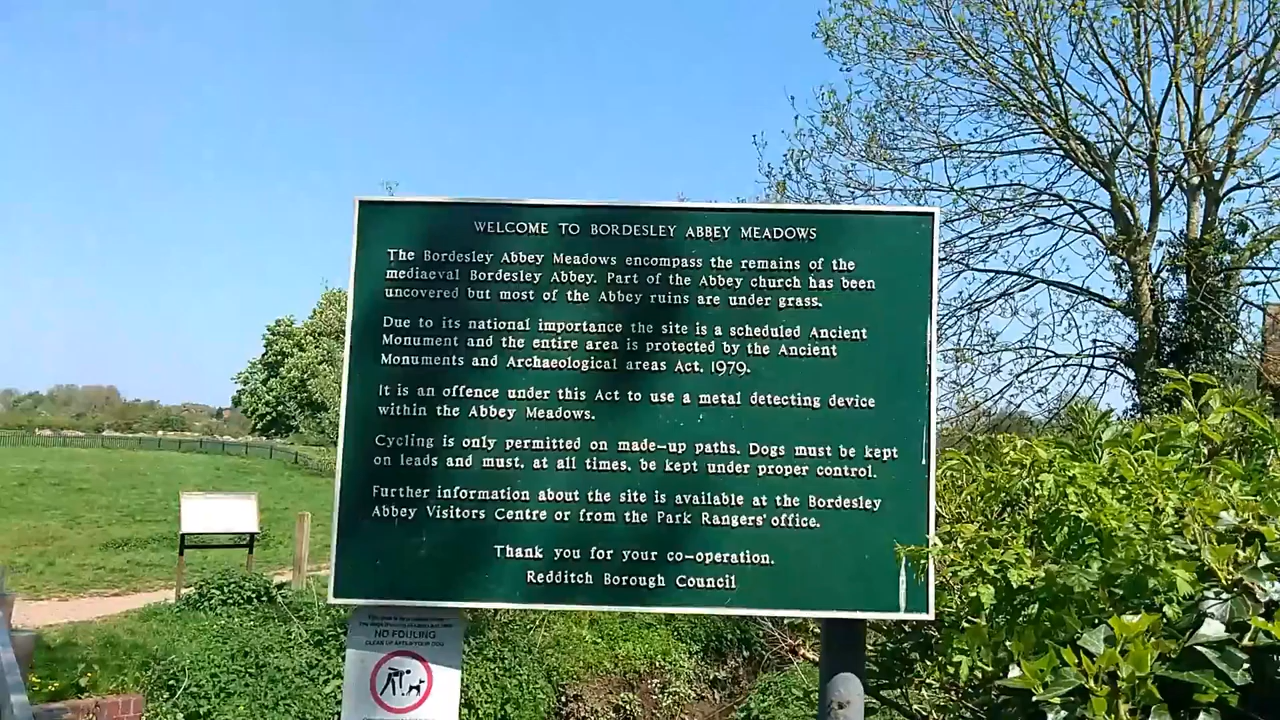 WELCOME TO BORDESLEY ABBEY MEADOWS
The Bordesley Abbey Meadows encompass the remains of the
mediaeval Bordesley Abbey. Part of the Abbey church has been
uncovered but most of the Abbey ruins are under grass.
Due to its national importance the site is a scheduled Ancient
Monument and the entire area is protected by the Ancient
Monuments and Archaeological areas Act, 1979.
It is an offence under this Act to use a metal detecting device
within the Abbey Meadows.
Cycling is only permitted on made-up paths. Dogs must be kept
on leads and must, at all times, be kept under proper control.
Further information about the site is available at the Bordesley
Abbey Visitors Centre or from the Park Rangers' office.
Thank you for your co-operation.
Redditch Borough Council
NO FOULING
CLEAN UP AFTER YOUR DOG